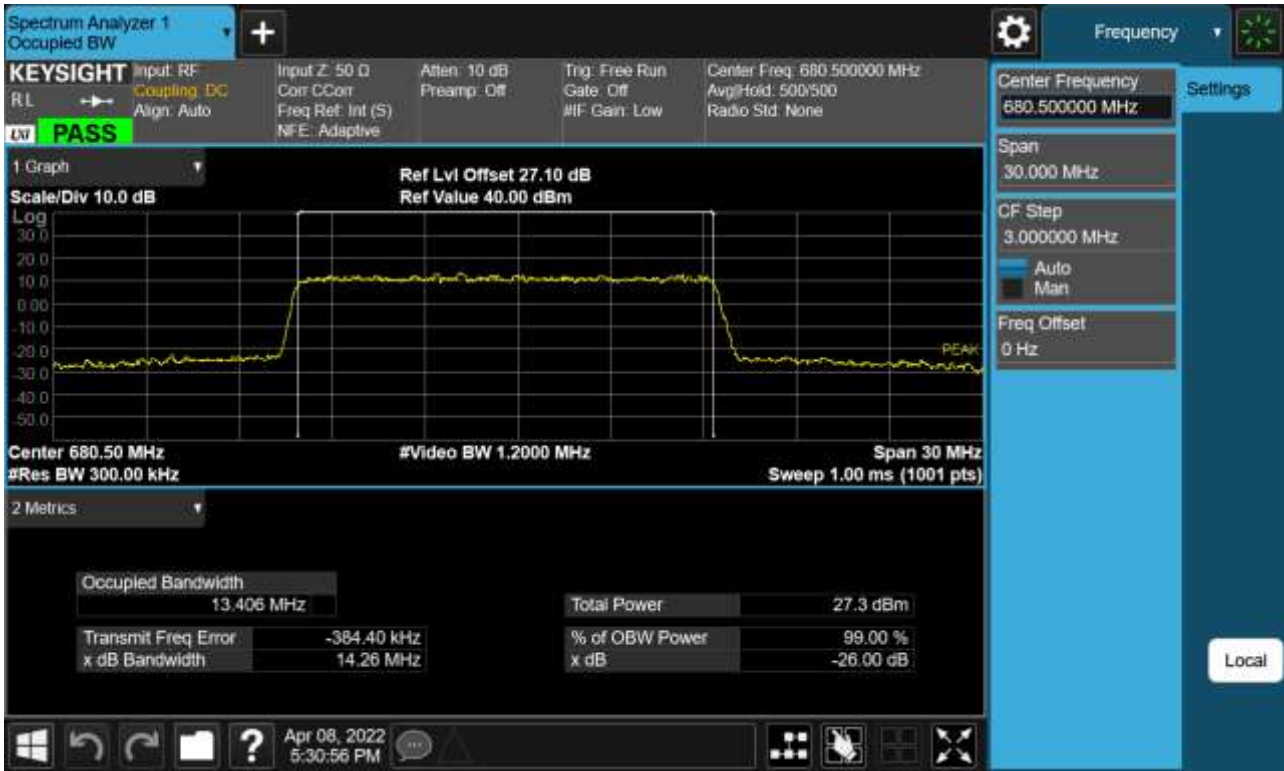 Spectrum Analyzer 1
Occupied BW
+
Frequency
KEYSIGHT
RL
LXI
PASS
Input: RF
Coupling: DC
Align: Auto
Input Z: 50 Ω
Corr CCorr
Freq Ref: Int (S)
NFE: Adaptive
Atten: 10 dB
Preamp: Off
Trig: Free Run
Gate: Off
#IF Gain: Low
Center Freq: 680.500000 MHz
Avg|Hold: 500/500
Radio Std: None
1 Graph
Scale/Div 10.0 dB
Ref Lvl Offset 27.10 dB
Ref Value 40.00 dBm
Log
30.0
20.0
10.0
0.00
-10.0
-20.0
-30.0
-40.0
-50.0
PEAK
Center 680.50 MHz
#Res BW 300.00 kHz
#Video BW 1.2000 MHz
Span 30 MHz
Sweep 1.00 ms (1001 pts)
2 Metrics
Occupied Bandwidth
13.406 MHz
Total Power 27.3 dBm
Transmit Freq Error -384.40 kHz
% of OBW Power 99.00 %
x dB Bandwidth 14.26 MHz
x dB -26.00 dB
Center Frequency
680.500000 MHz
Settings
Span
30.000 MHz
CF Step
3.000000 MHz
Auto
Man
Freq Offset
0 Hz
Local
?
Apr 08, 2022
5:30:56 PM